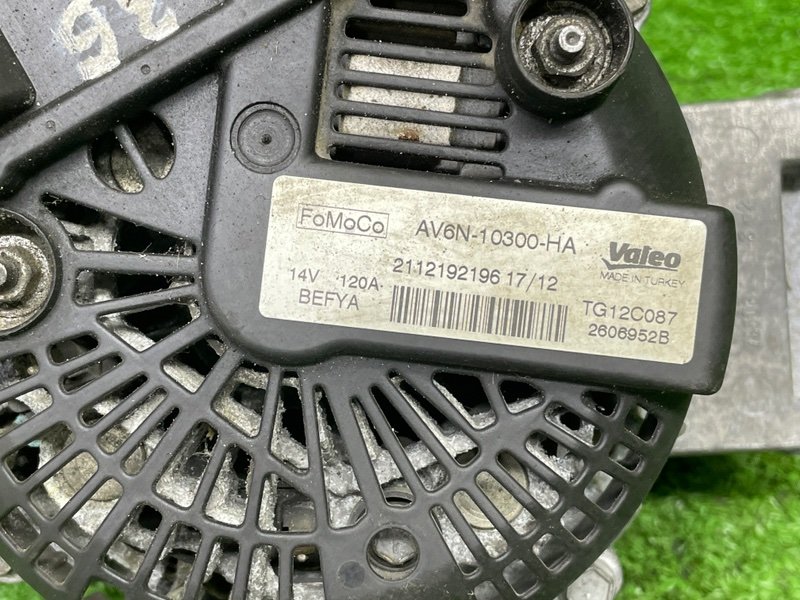 FoMoCo AV6N-10300-HA Valeo
MADE IN TURKEY
14V 120A 2112192196 17/12
BEFYA TG12C087
2606952B